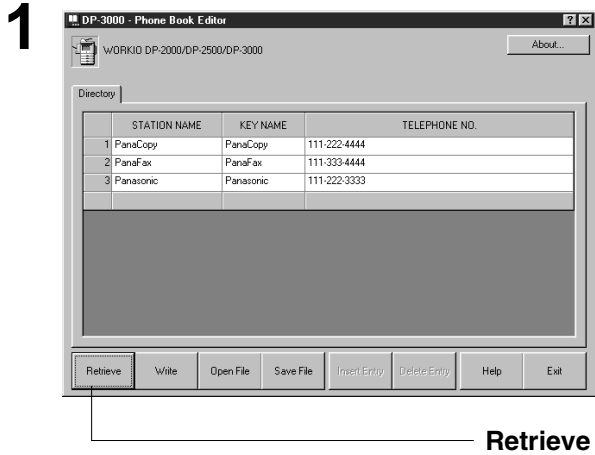 1
DP-3000 - Phone Book Editor
WORKIO DP-2000/DP-2500/DP-3000
About...
Directory
STATION NAME KEY NAME TELEPHONE NO.
1 PanaCopy PanaCopy 111-222-4444
2 PanaFax PanaFax 111-333-4444
3 Panasonic Panasonic 111-222-3333
Retrieve Write Open File Save File Insert Entry Delete Entry Help Exit
Retrieve